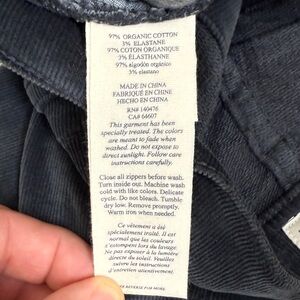 97% ORGANIC COTTON
3% ELASTANE
97% COTON ORGANIQUE
3% ÉLASTHANNE
97% algodón orgánico
3% elastano
MADE IN CHINA
FABRIQUÉ EN CHINE
HECHO EN CHINA
RN# 140476
CA# 64607
This garment has been
specially treated. The colors
are meant to fade when
washed. Do not expose to
direct sunlight. Follow care
instructions carefully.
Close all zippers before wash.
Turn inside out. Machine wash
cold with like colors. Delicate
cycle. Do not bleach. Tumble
dry low. Remove promptly.
Warm iron when needed.
Ce vêtement a été
spécialement traité. Il est
normal que les couleurs
s'estompent lors du lavage.
Ne pas exposer à la lumière
directe du soleil. Suivre
les instructions
d'entretien attentivement.
REVERSE FOR MORE